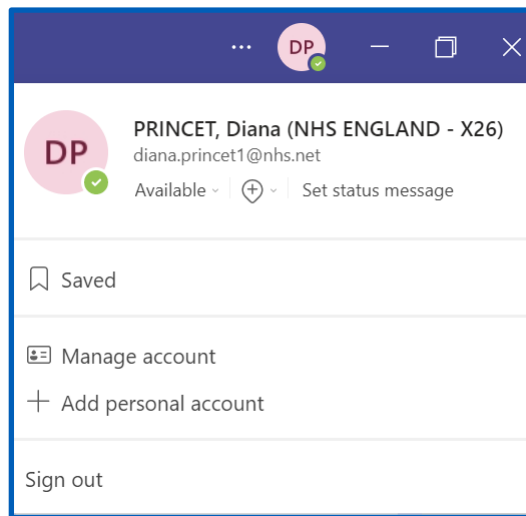 DP
DP
PRINCET, Diana (NHS ENGLAND - X26)
diana.princet1@nhs.net
Available Set status message
Saved
Manage account
Add personal account
Sign out